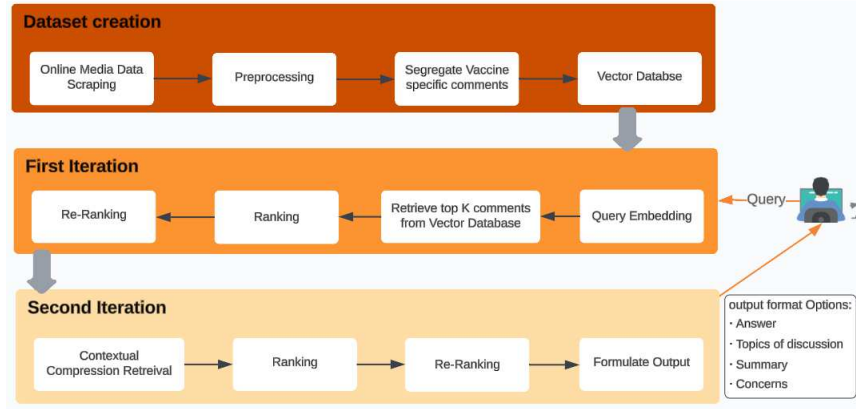 Dataset creation
Online Media Data
Scraping
Preprocessing
Segregate Vaccine
specific comments
Vector Databse
First Iteration
Re-Ranking
Ranking
Retrieve top K comments
from Vector Database
Query Embedding
Query
Second Iteration
Contextual
Compression Retreival
Ranking
Re-Ranking
Formulate Output
output format Options:
· Answer
· Topics of discussion
· Summary
· Concerns